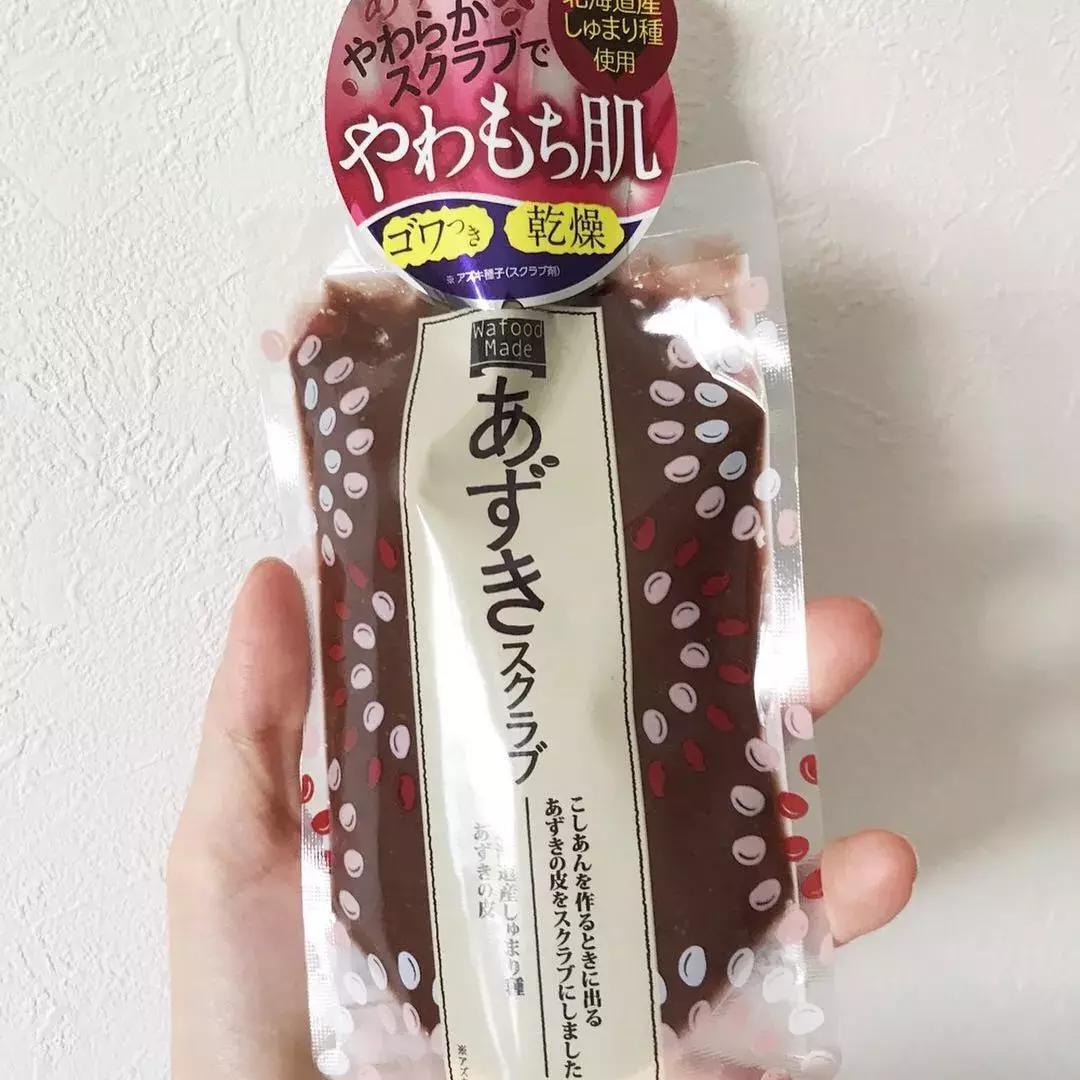 やわらか
スクラブで
北海道産
しゅまり種
使用
やわもち肌
ゴワつき
乾燥
※アズキ種子(スクラブ剤)
Wafood
Made
あずき
スクラブ
こしあんを作るときに出る
あずきの皮をスクラブにしました
道産しゅまり種
あずきの皮